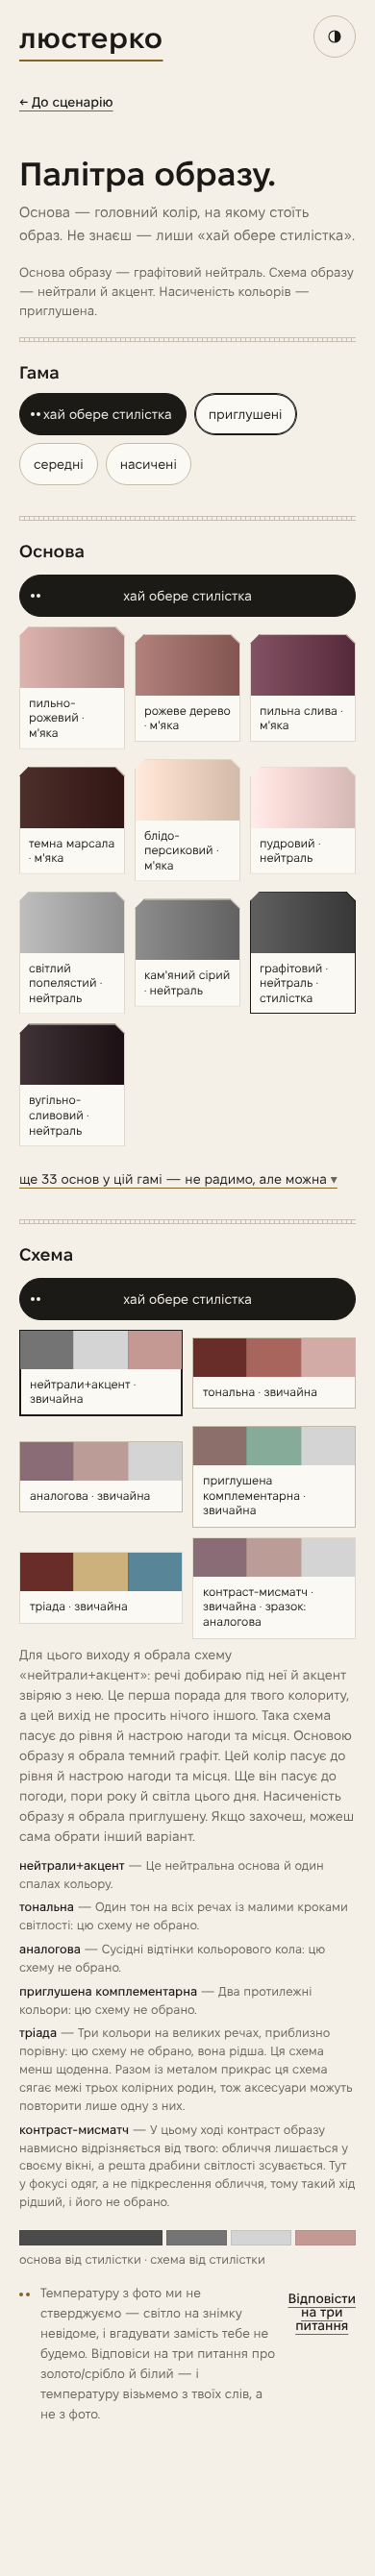 люстерко
← До сценарію
Палітра образу.
Основа — головний колір, на якому стоїть
образ. Не знаєш — лиши «хай обере стилістка».
Основа образу — графітовий нейтраль. Схема образу
— нейтрали й акцент. Насиченість кольорів —
приглушена.
Гама
хай обере стилістка
приглушені
середні
насичені
Основа
хай обере стилістка
пильно-
рожевий ·
м'яка
рожеве дерево
· м'яка
пильна слива ·
м'яка
темна марсала
· м'яка
блідо-
персиковий ·
м'яка
пудровий ·
нейтраль
світлий
попелястий ·
нейтраль
кам'яний сірий
· нейтраль
графітовий ·
нейтраль ·
стилістка
вугільно-
сливовий ·
нейтраль
ще 33 основ у цій гамі — не радимо, але можна ▾
Схема
хай обере стилістка
нейтрали+акцент ·
звичайна
тональна · звичайна
аналогова · звичайна
приглушена
комплементарна ·
звичайна
тріада · звичайна
контраст-мисматч ·
звичайна · зразок:
аналогова
Для цього виходу я обрала схему
«нейтрали+акцент»: речі добираю під неї й акцент
звіряю з нею. Це перша порада для твого колориту,
а цей вихід не просить нічого іншого. Така схема
пасує до рівня й настрою нагоди та місця. Основою
образу я обрала темний графіт. Цей колір пасує до
рівня й настрою нагоди та місця. Ще він пасує до
погоди, пори року й світла цього дня. Насиченість
образу я обрала приглушену. Якщо захочеш, можеш
сама обрати інший варіант.
нейтрали+акцент — Це нейтральна основа й один
спалах кольору.
тональна — Один тон на всіх речах із малими кроками
світлості: цю схему не обрано.
аналогова — Сусідні відтінки кольорового кола: цю
схему не обрано.
приглушена комплементарна — Два протилежні
кольори: цю схему не обрано.
тріада — Три кольори на великих речах, приблизно
порівну: цю схему не обрано, вона рідша. Ця схема
менш щоденна. Разом із металом прикрас ця схема
сягає межі трьох колірних родин, тож аксесуари можуть
повторити лише одну з них.
контраст-мисматч — У цьому ході контраст образу
навмисно відрізняється від твого: обличчя лишається у
своєму вікні, а решта драбини світлості зсувається. Тут
у фокусі одяг, а не підкреслення обличчя, тому такий хід
рідший, і його не обрано.
основа від стилістки · схема від стилістки
Температуру з фото ми не
стверджуємо — світло на знімку
невідоме, і вгадувати замість тебе не
будемо. Відповіси на три питання про
золото/срібло й білий — і
температуру візьмемо з твоїх слів, а
не з фото.
Відповісти
на три
питання